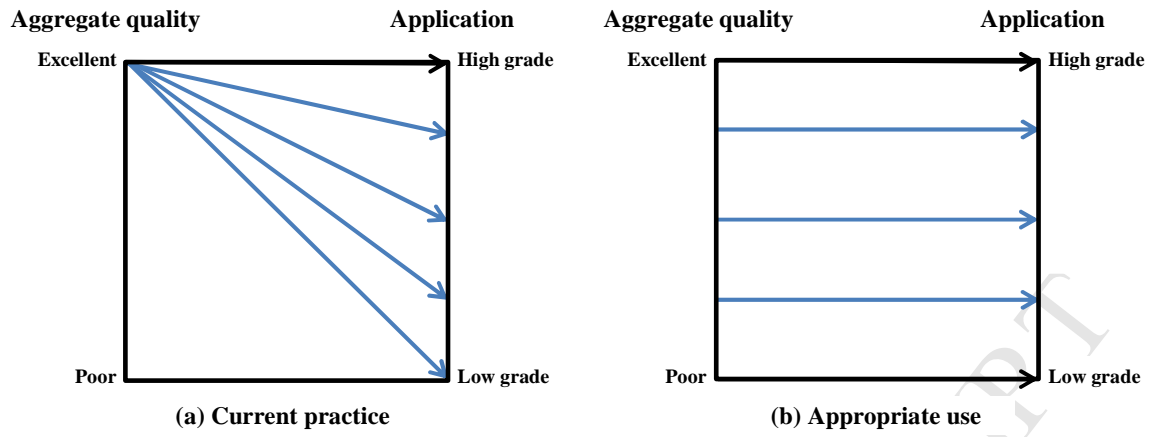 Aggregate quality Application
Excellent High grade
Poor Low grade
(a) Current practice
Aggregate quality Application
Excellent High grade
Poor Low grade
(b) Appropriate use
PT